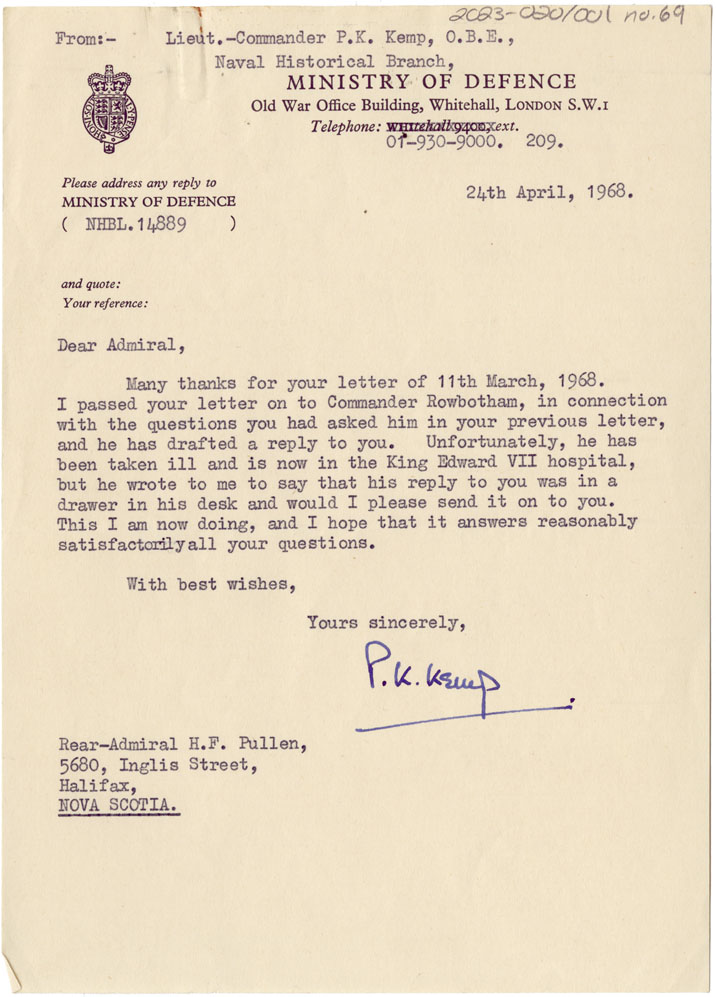 2023-020/001 no.69
From:- Lieut.-Commander P.K. Kemp, O.B.E.,
Naval Historical Branch,
MINISTRY OF DEFENCE
Old War Office Building, Whitehall, LONDON S.W.1
Telephone: WHItehall 9400, ext.
01-930-9000. 209.
Please address any reply to
MINISTRY OF DEFENCE
24th April, 1968.
( NHBL.14889 )
and quote:
Your reference:
Dear Admiral,
Many thanks for your letter of 11th March, 1968.
I passed your letter on to Commander Rowbotham, in connection
with the questions you had asked him in your previous letter,
and he has drafted a reply to you. Unfortunately, he has
been taken ill and is now in the King Edward VII hospital,
but he wrote to me to say that his reply to you was in a
drawer in his desk and would I please send it on to you.
This I am now doing, and I hope that it answers reasonably
satisfactorily all your questions.
With best wishes,
Yours sincerely,
P.K. Kemp
Rear-Admiral H.F. Pullen,
5680, Inglis Street,
Halifax,
NOVA SCOTIA.